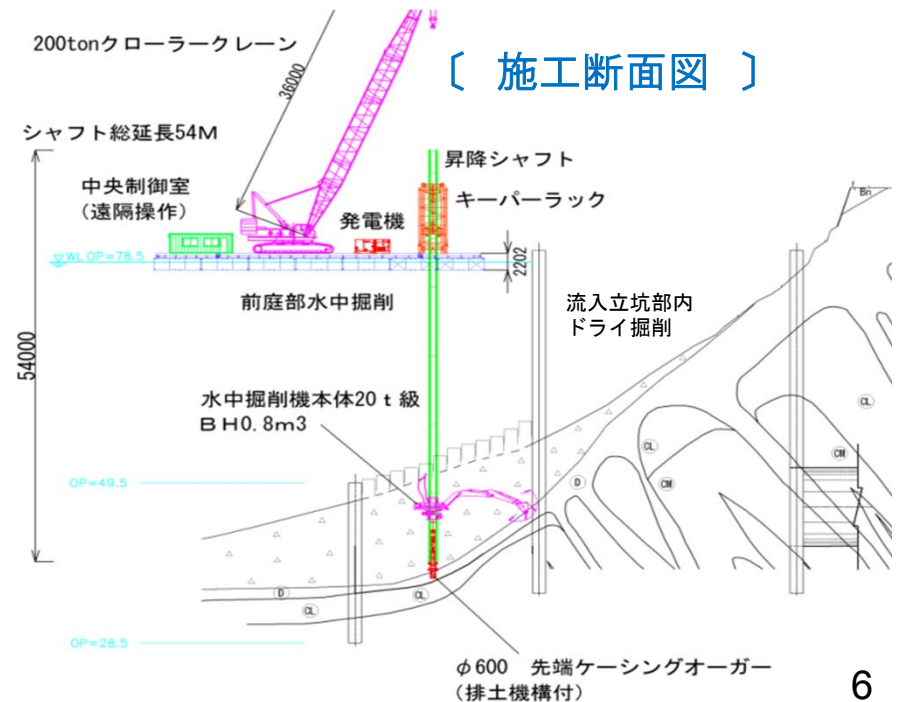 200tonクローラークレーン
〔 施工断面図 〕
36000
シャフト総延長54M
昇降シャフト
中央制御室
(遠隔操作)
発電機
キーパーラック
Bn
WL OP=78.5
2202
前庭部水中掘削
流入立坑部内
ドライ掘削
54000
水中掘削機本体20t級
BH0.8m3
CL
CL
CM
OP=49.5
D
CM
D
CL
CL
OP=28.5
φ600 先端ケーシングオーガー
(排土機構付)
6